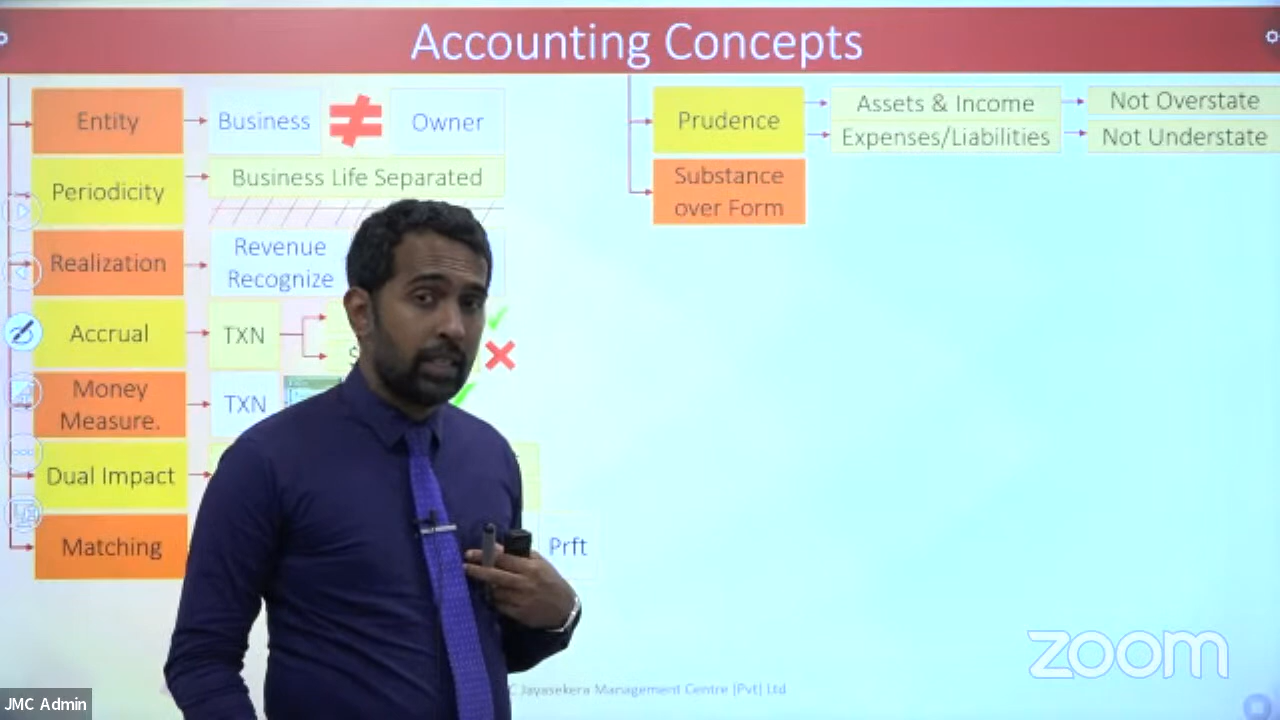 Accounting Concepts
Entity
Business
Owner
Periodicity
Business Life Separated
Realization
Revenue
Recognize
Accrual
TXN
$
Money
Measure.
TXN
Dual Impact
Matching
Prft
Prudence
Assets & Income
Not Overstate
Expenses/Liabilities
Not Understate
Substance
over Form
Jayasekera Management Centre (Pvt) Ltd
zoom
JMC Admin